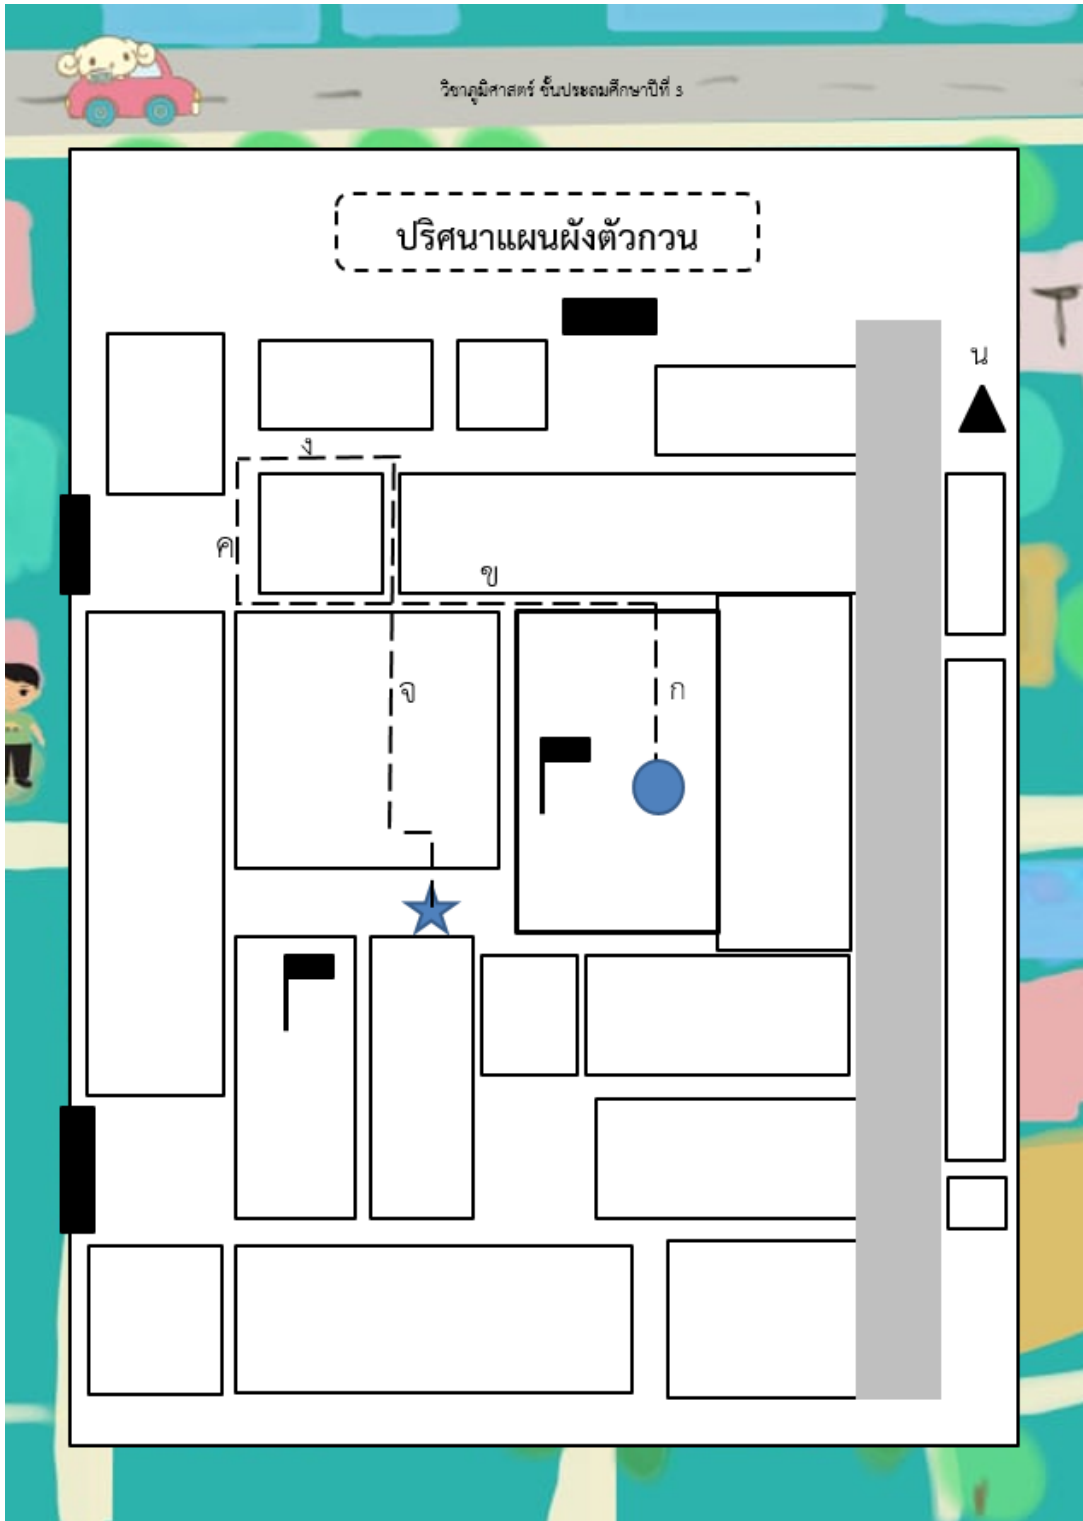 วิชาภูมิศาสตร์ ชั้นประถมศึกษาปีที่ 3
ปริศนาแผนผังตัวกวน
น
ง
ค
ข
จ
ก